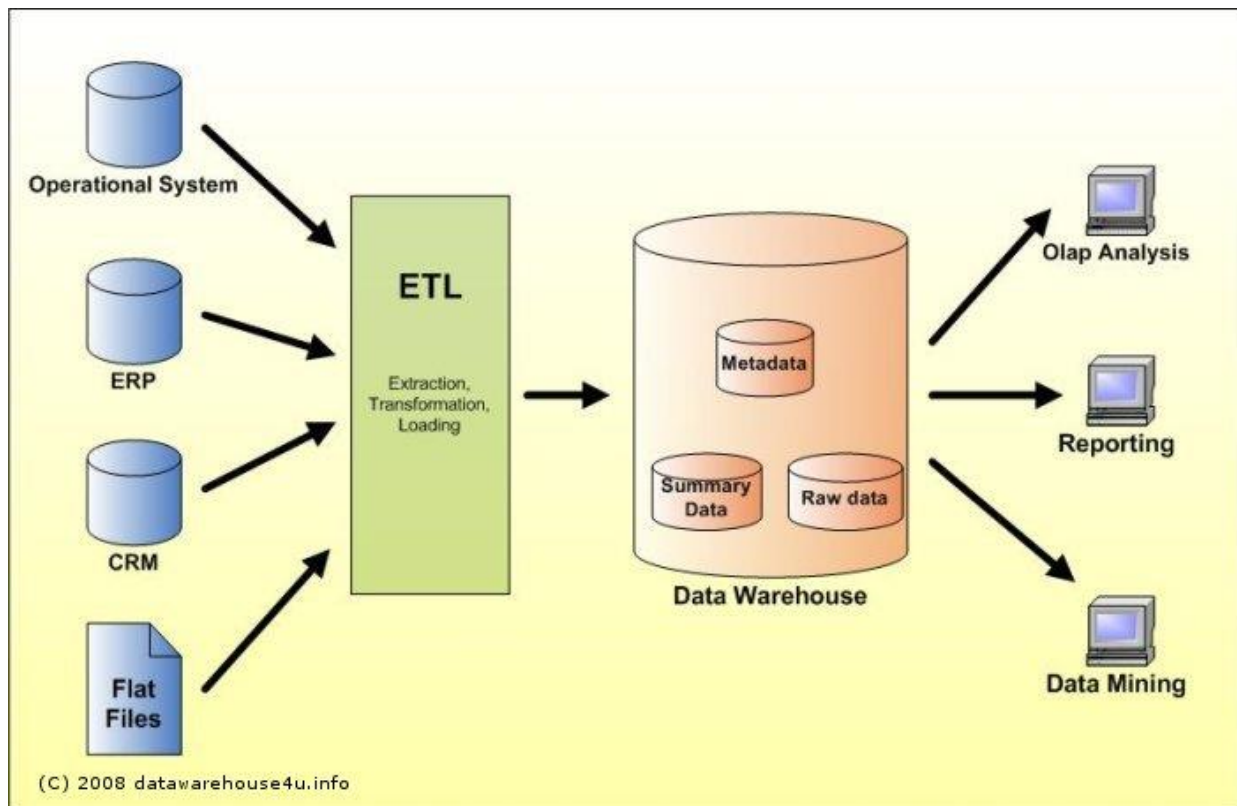 Operational System
ERP
CRM
Flat
Files
ETL
Extraction,
Transformation,
Loading
Metadata
Summary
Data
Raw data
Data Warehouse
Olap Analysis
Reporting
Data Mining
(C) 2008 datawarehouse4u.info